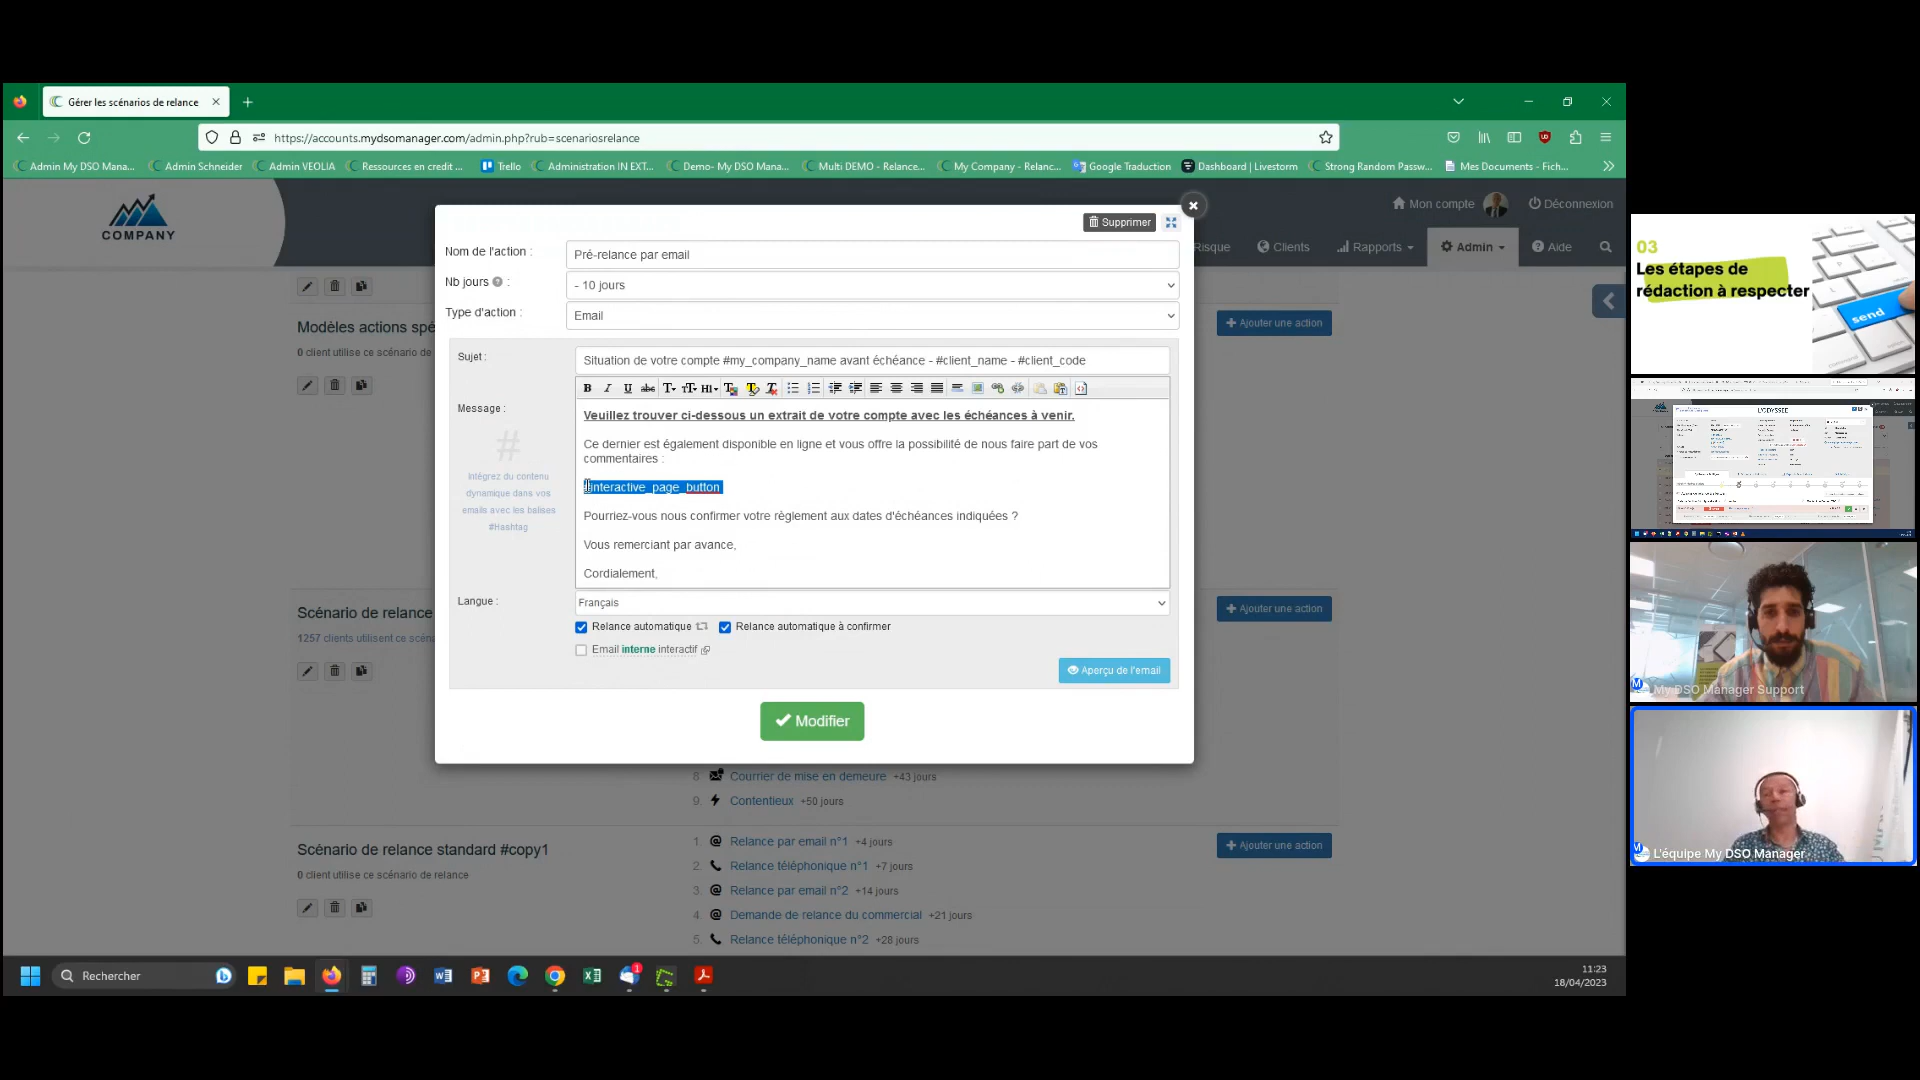 Gérer les scénarios de relance
https://accounts.mydsomanager.com/admin.php?rub=scenariosrelance
Admin My DSO Mana...
Admin Schneider
Admin VEOLIA
Ressources en credit ...
Trello
Administration IN EXT...
Demo- My DSO Mana...
Multi DEMO - Relance...
My Company - Relanc...
Google Traduction
Dashboard | Livestorm
Strong Random Passw...
Mes Documents - Fich...
COMPANY
Mon compte
Déconnexion
Risque
Clients
Rapports
Admin
Aide
Supprimer
Nom de l'action :
Pré-relance par email
Nb jours :
- 10 jours
Type d'action :
Email
Sujet :
Situation de votre compte #my_company_name avant échéance - #client_name - #client_code
Message :
Veuillez trouver ci-dessous un extrait de votre compte avec les échéances à venir.
Ce dernier est également disponible en ligne et vous offre la possibilité de nous faire part de vos
commentaires :
#interactive_page_button
Pourriez-vous nous confirmer votre règlement aux dates d'échéances indiquées ?
Vous remerciant par avance,
Cordialement,
Intégrez du contenu
dynamique dans vos
emails avec les balises
#Hashtag
Langue :
Français
Relance automatique
Relance automatique à confirmer
Email interne interactif
Aperçu de l'email
Modifier
Modèles actions spé
0 client utilise ce scénario de
Ajouter une action
Scénario de relance
1257 clients utilisent ce scéna
Ajouter une action
8. Courrier de mise en demeure +43 jours
9. Contentieux +50 jours
Scénario de relance standard #copy1
0 client utilise ce scénario de relance
1. Relance par email n°1 +4 jours
2. Relance téléphonique n°1 +7 jours
3. Relance par email n°2 +14 jours
4. Demande de relance du commercial +21 jours
5. Relance téléphonique n°2 +28 jours
Ajouter une action
Rechercher
1
11:23
18/04/2023
03
Les étapes de
rédaction à respecter
send
L'ODYSSEE
My DSO Manager Support
L'équipe My DSO Manager